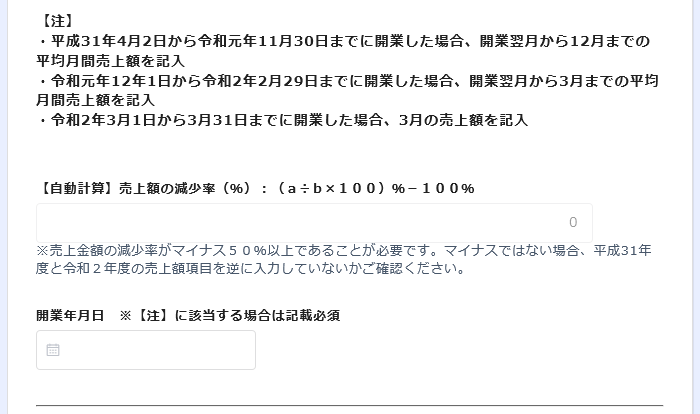 【注】
・平成31年4月2日から令和元年11月30日までに開業した場合、開業翌月から12月までの
平均月間売上額を記入
・令和元年12年1日から令和2年2月29日までに開業した場合、開業翌月から3月までの平均
月間売上額を記入
・令和2年3月1日から3月31日までに開業した場合、3月の売上額を記入
【自動計算】売上額の減少率（%）：（ａ÷ｂ×１００）%－１００%
0
※売上金額の減少率がマイナス５０%以上であることが必要です。マイナスではない場合、平成31年
度と令和２年度の売上額項目を逆に入力していないかご確認ください。
開業年月日　※【注】に該当する場合は記載必須